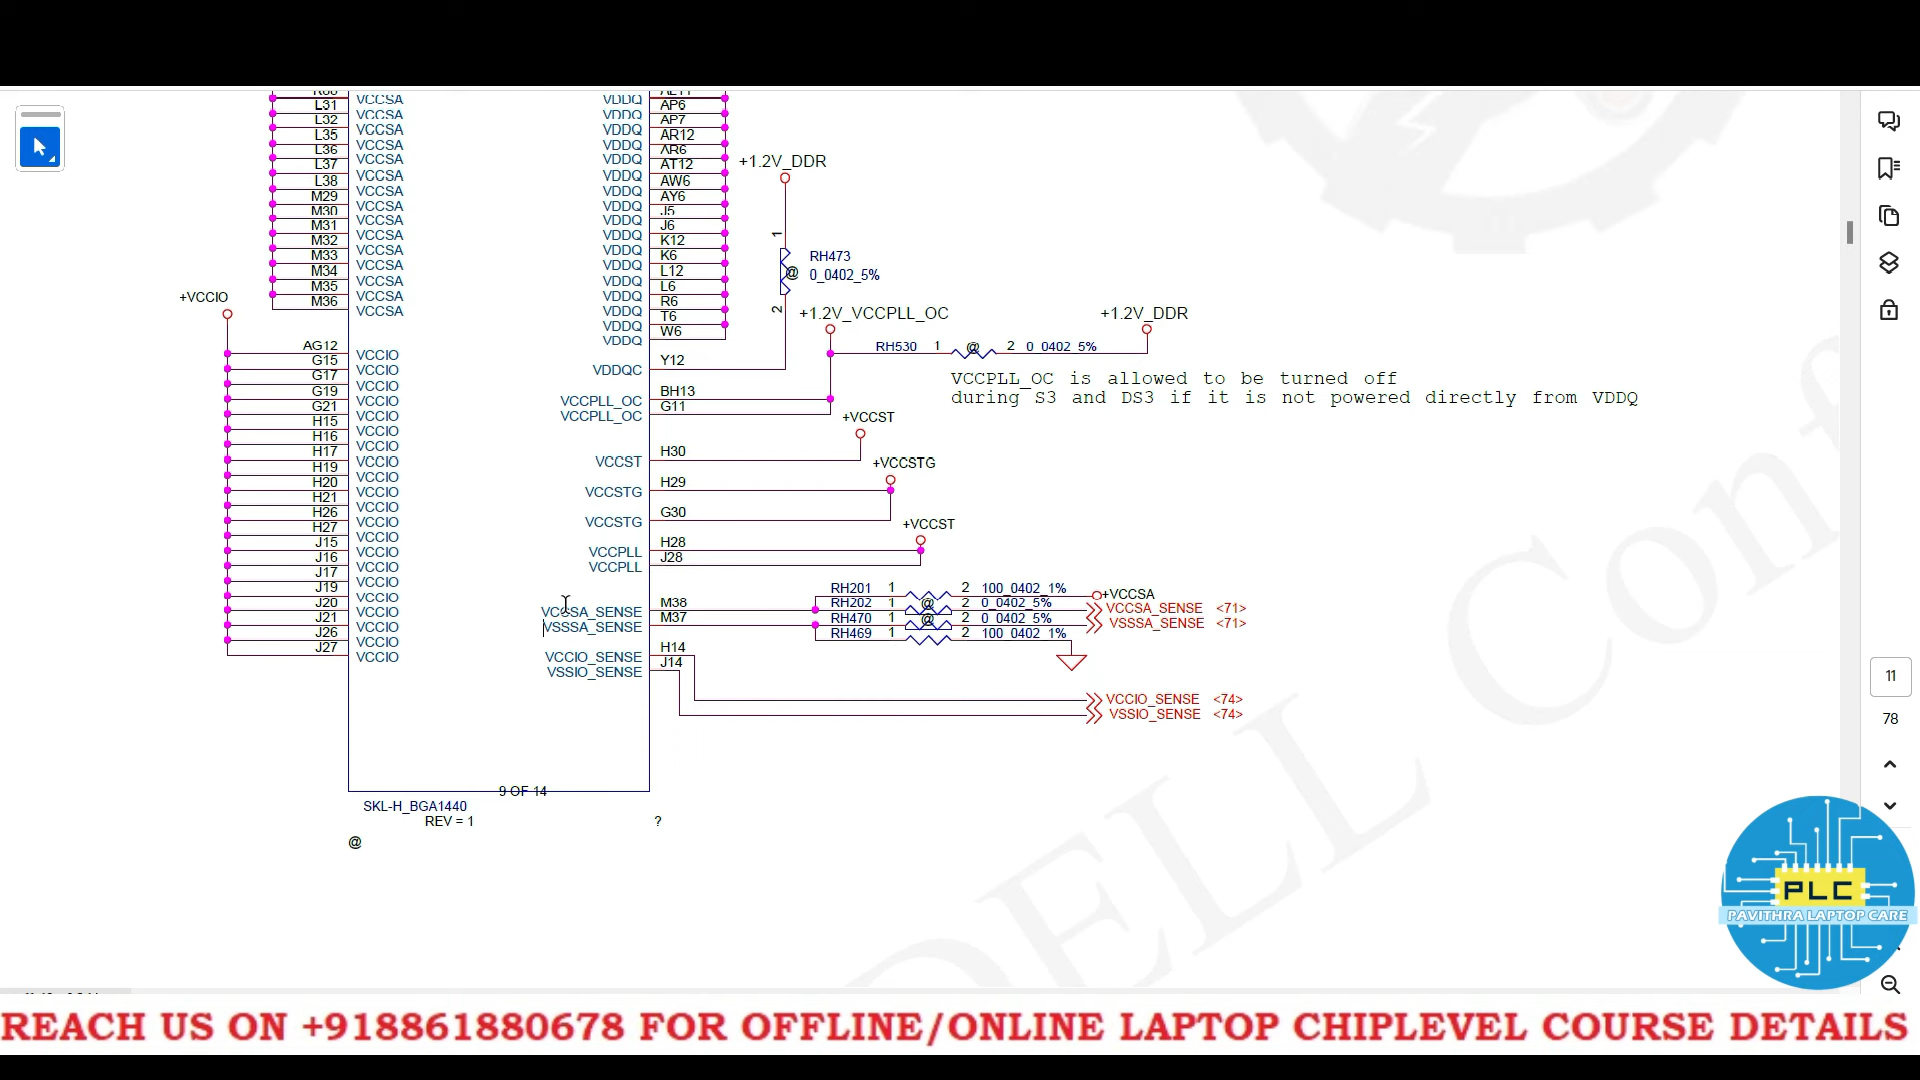 L31 VCCSA
L32 VCCSA
L35 VCCSA
L36 VCCSA
L37 VCCSA
L38 VCCSA
M29 VCCSA
M30 VCCSA
M31 VCCSA
M32 VCCSA
M33 VCCSA
M34 VCCSA
M35 VCCSA
M36 VCCSA
VCCSA
+VCCIO
AG12 VCCIO
G15 VCCIO
G17 VCCIO
G19 VCCIO
G21 VCCIO
H15 VCCIO
H16 VCCIO
H17 VCCIO
H19 VCCIO
H20 VCCIO
H21 VCCIO
H26 VCCIO
H27 VCCIO
J15 VCCIO
J16 VCCIO
J17 VCCIO
J19 VCCIO
J20 VCCIO
J21 VCCIO
J26 VCCIO
J27 VCCIO
VDDQ
VDDQ AP6
VDDQ AP7
VDDQ AR12
VDDQ AR6
VDDQ AT12
VDDQ AW6
VDDQ AY6
VDDQ J5
VDDQ J6
VDDQ K12
VDDQ K6
VDDQ L12
VDDQ L6
VDDQ R6
VDDQ T6
VDDQ W6
VDDQC Y12
VCCPLL_OC BH13
VCCPLL_OC G11
VCCST H30
VCCSTG H29
VCCSTG G30
VCCPLL H28
VCCPLL J28
VCCSA_SENSE M38
VSSSA_SENSE M37
VCCIO_SENSE H14
VSSIO_SENSE J14
+1.2V_DDR
1
RH473
@ 0_0402_5%
2
+1.2V_VCCPLL_OC
+1.2V_DDR
RH530 1 @ 2 0_0402_5%
VCCPLL_OC is allowed to be turned off
during S3 and DS3 if it is not powered directly from VDDQ
+VCCST
+VCCSTG
+VCCST
RH201 1 2 100_0402_1% +VCCSA
RH202 1 @ 2 0_0402_5% VCCSA_SENSE <71>
RH470 1 @ 2 0_0402_5% VSSSA_SENSE <71>
RH469 1 2 100_0402_1%
VCCIO_SENSE <74>
VSSIO_SENSE <74>
9 OF 14
SKL-H_BGA1440
REV = 1 ?
@
DELL Conf
11
78
PLC
PAVITHRA LAPTOP CARE
REACH US ON +918861880678 FOR OFFLINE/ONLINE LAPTOP CHIPLEVEL COURSE DETAILS